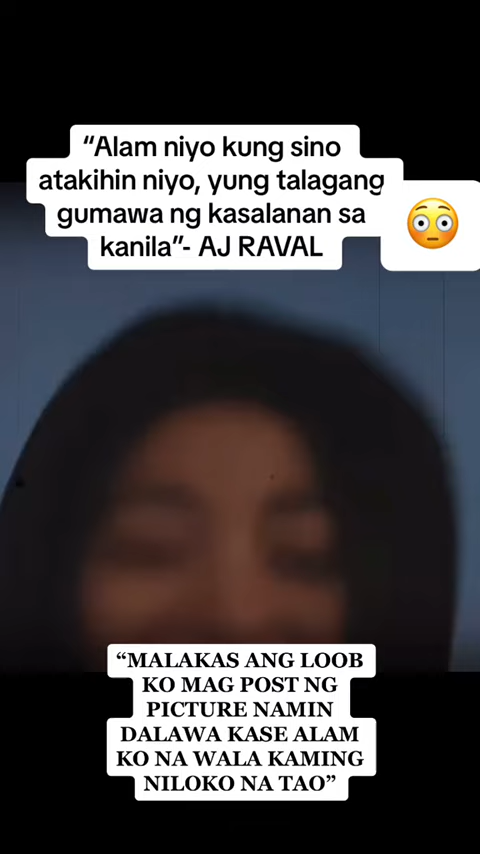 “Alam niyo kung sino
atakihin niyo, yung talagang
gumawa ng kasalanan sa
kanila”- AJ RAVAL
“MALAKAS ANG LOOB
KO MAG POST NG
PICTURE NAMIN
DALAWA KASE ALAM
KO NA WALA KAMING
NILOKO NA TAO”